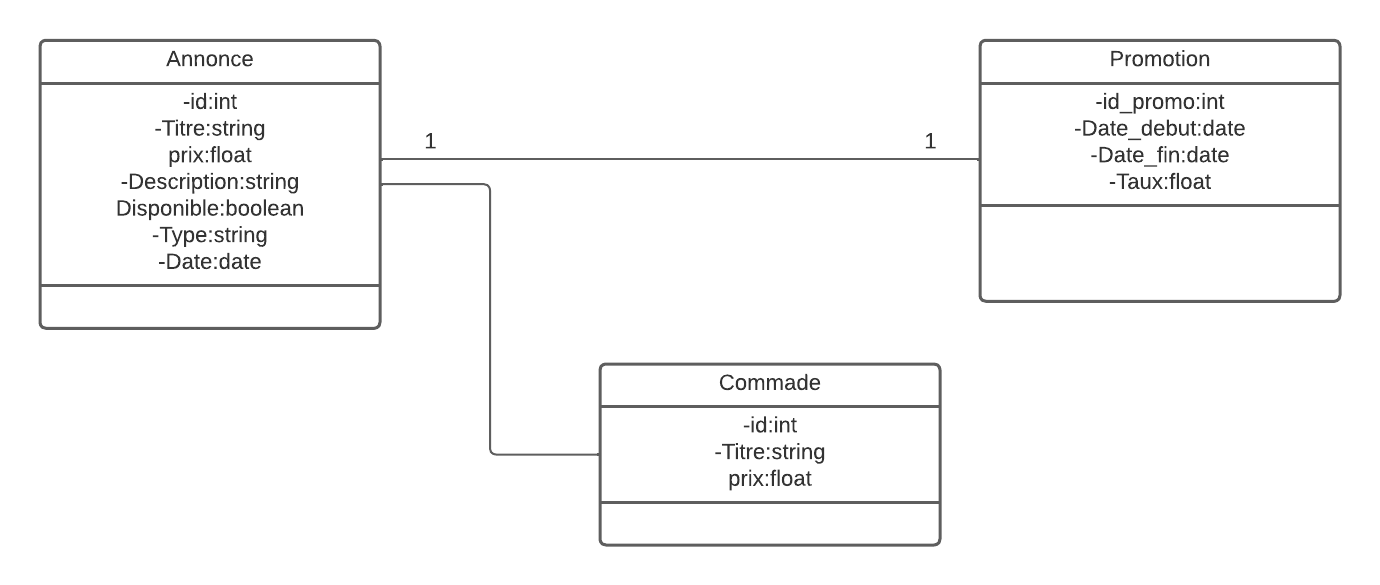 Annonce
-id:int
-Titre:string
prix:float
-Description:string
Disponible:boolean
-Type:string
-Date:date
1
1
Promotion
-id_promo:int
-Date_debut:date
-Date_fin:date
-Taux:float
Commade
-id:int
-Titre:string
prix:float